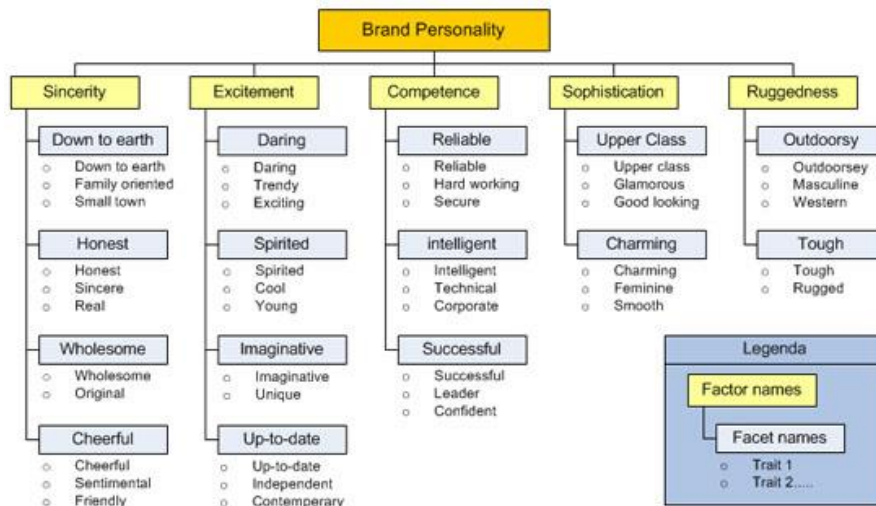 Brand Personality
Sincerity
Excitement
Competence
Sophistication
Ruggedness
Down to earth
Down to earth
Family oriented
Small town
Honest
Honest
Sincere
Real
Wholesome
Wholesome
Original
Cheerful
Cheerful
Sentimental
Friendly
Daring
Daring
Trendy
Exciting
Spirited
Spirited
Cool
Young
Imaginative
Imaginative
Unique
Up-to-date
Up-to-date
Independent
Contemperary
Reliable
Reliable
Hard working
Secure
intelligent
Intelligent
Technical
Corporate
Successful
Successful
Leader
Confident
Upper Class
Upper class
Glamorous
Good looking
Charming
Charming
Feminine
Smooth
Outdoorsy
Outdoorsey
Masculine
Western
Tough
Tough
Rugged
Legenda
Factor names
Facet names
Trait 1
Trait 2.....